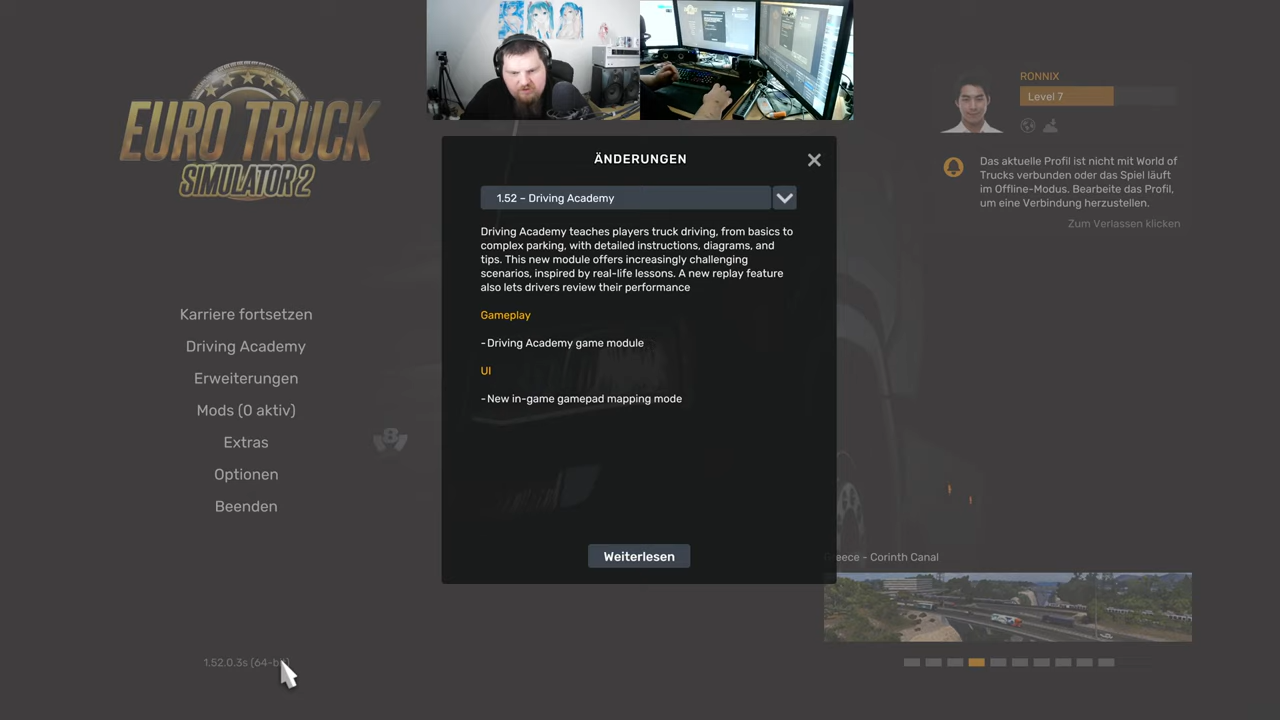 EURO TRUCK
SIMULATOR 2
RONNIX
Level 7
Das aktuelle Profil ist nicht mit World of
Trucks verbunden oder das Spiel läuft
im Offline-Modus. Bearbeite das Profil,
um eine Verbindung herzustellen.
Zum Verlassen klicken
ÄNDERUNGEN
1.52 – Driving Academy
Driving Academy teaches players truck driving, from basics to
complex parking, with detailed instructions, diagrams, and
tips. This new module offers increasingly challenging
scenarios, inspired by real-life lessons. A new replay feature
also lets drivers review their performance
Gameplay
-Driving Academy game module
UI
-New in-game gamepad mapping mode
Weiterlesen
Karriere fortsetzen
Driving Academy
Erweiterungen
Mods (0 aktiv)
Extras
Optionen
Beenden
8
- Corinth Canal
1.52.0.3s